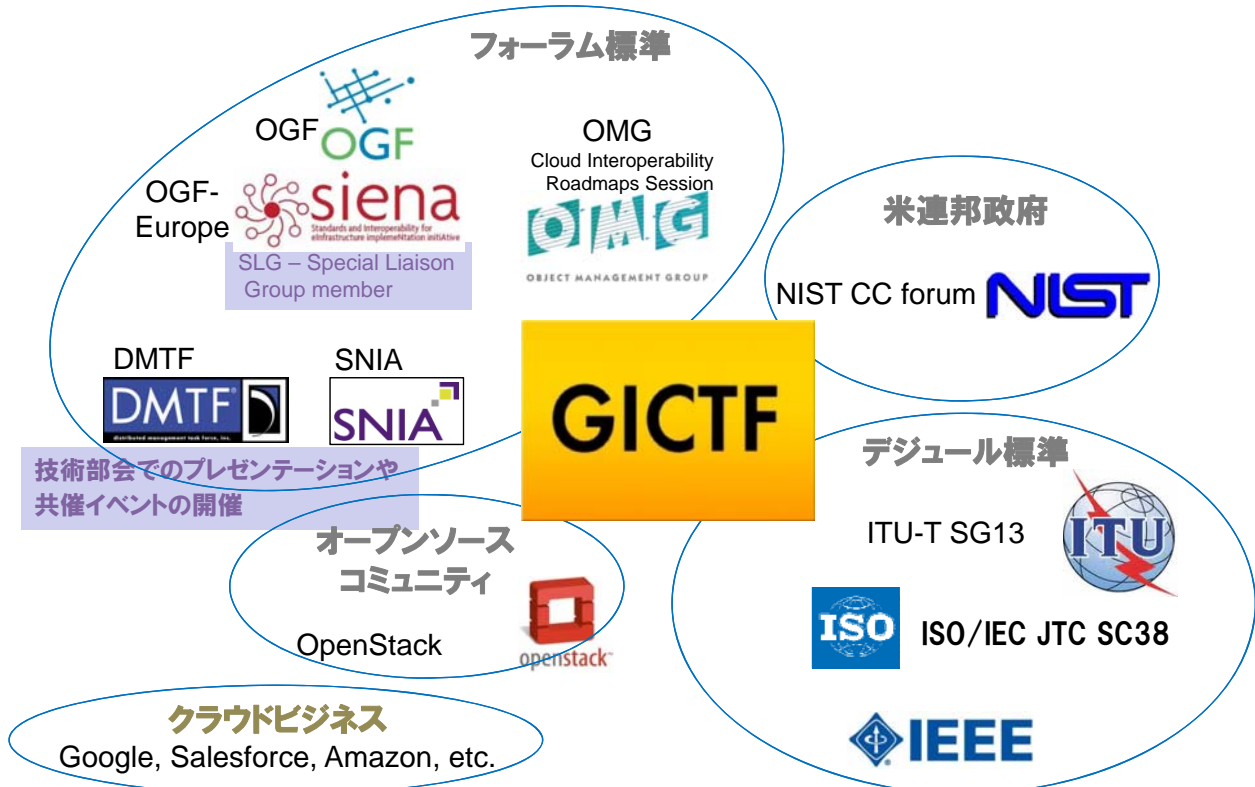 フォーラム標準
OGF
OGF
OGF-
Europe
siena
Standards and Interoperability for
eInfrastructure implemeNtation initiAtive
SLG – Special Liaison
Group member
OMG
Cloud Interoperability
Roadmaps Session
OMG
OBJECT MANAGEMENT GROUP
米連邦政府
NIST CC forum
NIST
DMTF
DMTF
distributed management task force, inc.
SNIA
SNIA
技術部会でのプレゼンテーションや
共催イベントの開催
GICTF
デジュール標準
ITU-T SG13
ITU
ISO
ISO/IEC JTC SC38
IEEE
オープンソース
コミュニティ
OpenStack
openstack™
クラウドビジネス
Google, Salesforce, Amazon, etc.